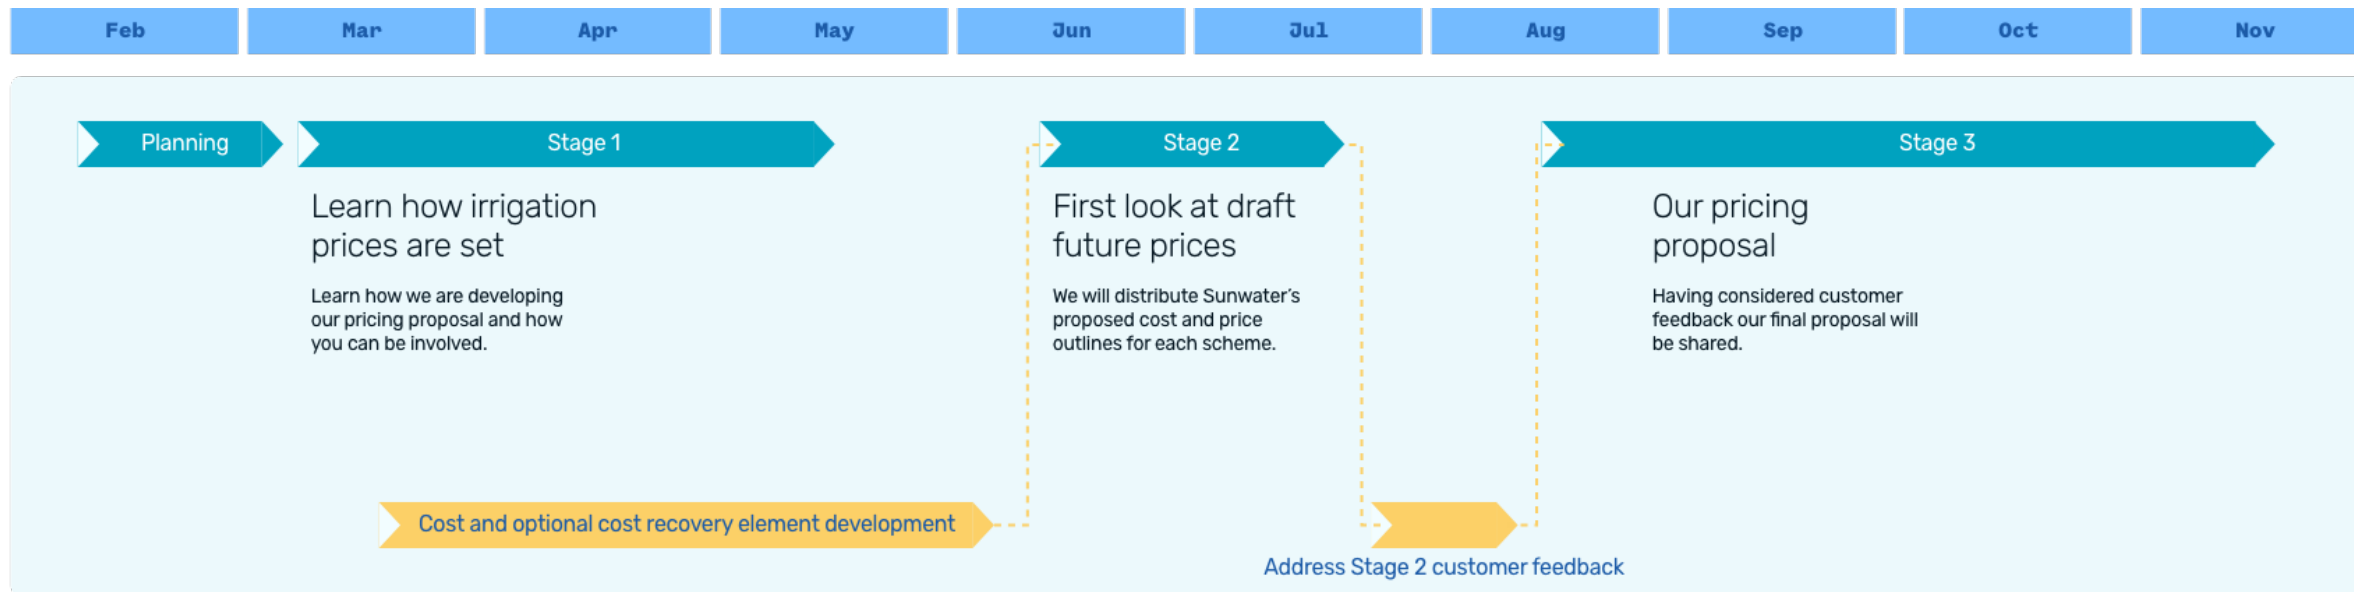 Feb Mar Apr May Jun Jul Aug Sep Oct Nov
Planning
Stage 1
Stage 2
Stage 3
Learn how irrigation
prices are set
Learn how we are developing
our pricing proposal and how
you can be involved.
First look at draft
future prices
We will distribute Sunwater’s
proposed cost and price
outlines for each scheme.
Our pricing
proposal
Having considered customer
feedback our final proposal will
be shared.
Cost and optional cost recovery element development
Address Stage 2 customer feedback